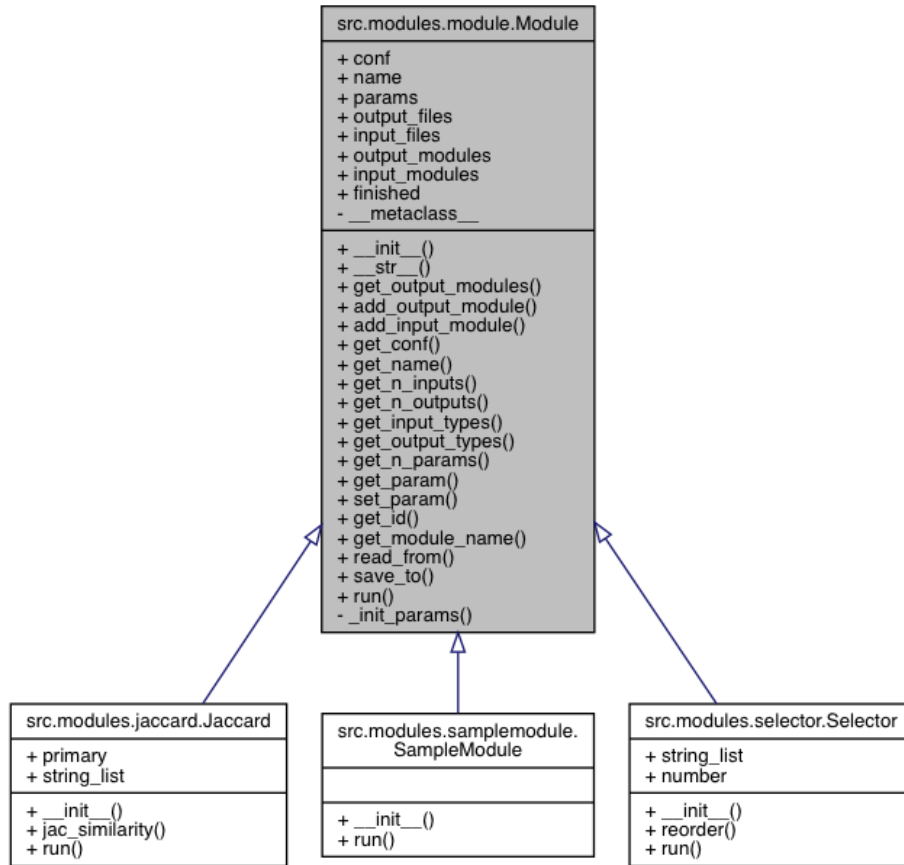 src.modules.module.Module
+ conf
+ name
+ params
+ output_files
+ input_files
+ output_modules
+ input_modules
+ finished
- __metaclass__
+ __init__()
+ __str__()
+ get_output_modules()
+ add_output_module()
+ add_input_module()
+ get_conf()
+ get_name()
+ get_n_inputs()
+ get_n_outputs()
+ get_input_types()
+ get_output_types()
+ get_n_params()
+ get_param()
+ set_param()
+ get_id()
+ get_module_name()
+ read_from()
+ save_to()
+ run()
- _init_params()
src.modules.jaccard.Jaccard
+ primary
+ string_list
+ __init__()
+ jac_similarity()
+ run()
src.modules.samplemodule.
SampleModule
+ __init__()
+ run()
src.modules.selector.Selector
+ string_list
+ number
+ __init__()
+ reorder()
+ run()